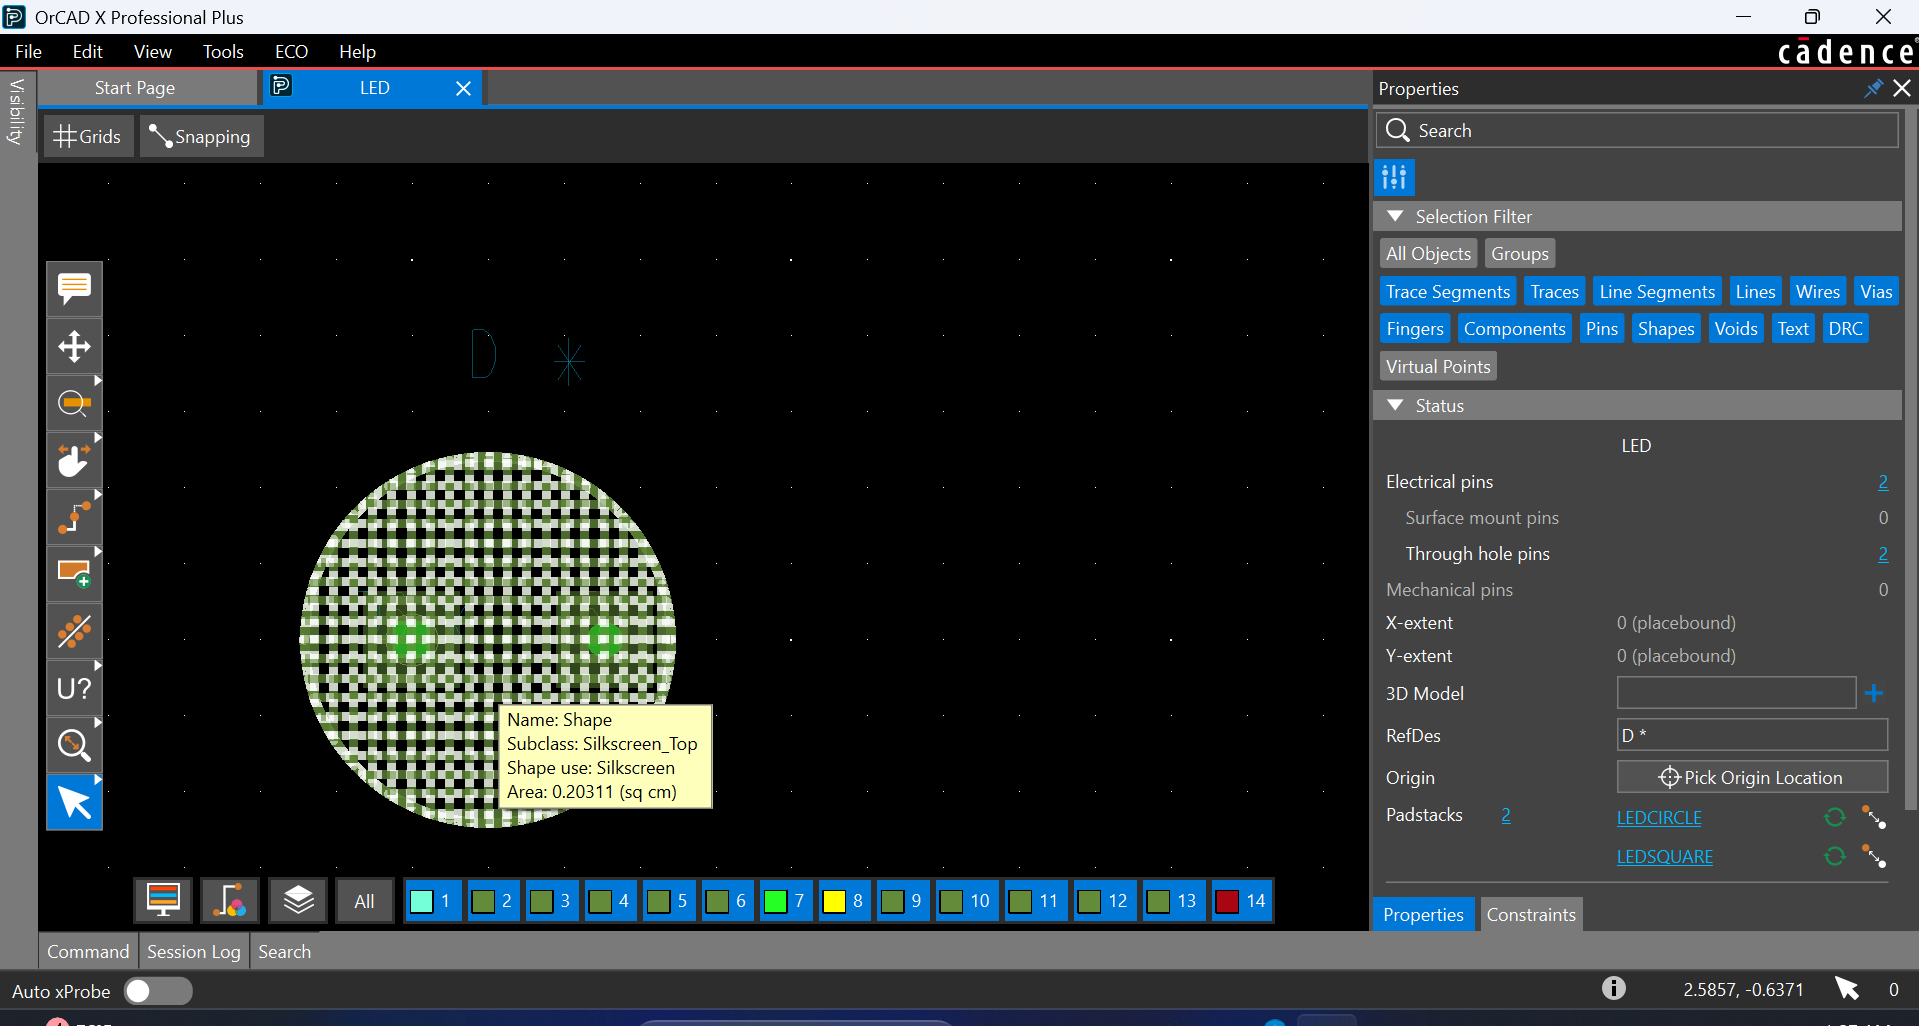 OrCAD X Professional Plus
File Edit View Tools ECO Help
cādence
Visibility
Start Page
LED
Grids
Snapping
Properties
Search
Selection Filter
All Objects Groups
Trace Segments Traces Line Segments Lines Wires Vias
Fingers Components Pins Shapes Voids Text DRC
Virtual Points
Status
LED
Electrical pins 2
Surface mount pins 0
Through hole pins 2
Mechanical pins 0
X-extent 0 (placebound)
Y-extent 0 (placebound)
3D Model
RefDes D *
Origin Pick Origin Location
Padstacks 2 LEDCIRCLE
LEDSQUARE
Properties Constraints
D *
U?
Name: Shape
Subclass: Silkscreen_Top
Shape use: Silkscreen
Area: 0.20311 (sq cm)
All 1 2 3 4 5 6 7 8 9 10 11 12 13 14
Command Session Log Search
Auto xProbe
2.5857, -0.6371 0